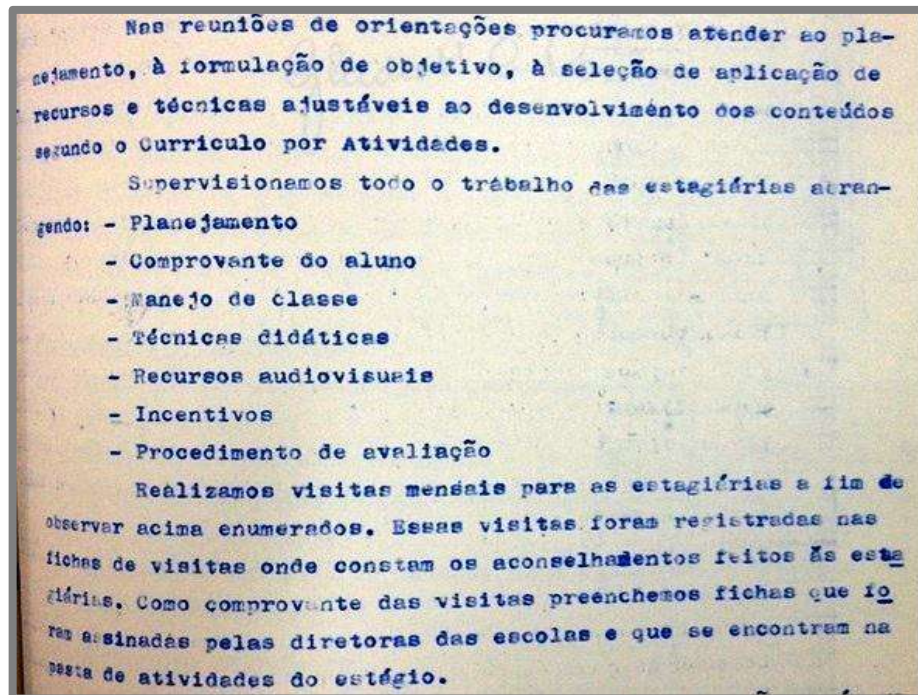 Nas reuniões de orientações procuramos atender ao pla-
nejamento, à formulação de objetivo, à seleção de aplicação de
recursos e técnicas ajustáveis ao desenvolviménto dos conteúdos
segundo o Curriculo por Atividades.
Supervisionamos todo o trábalho das estagiárias abran-
gendo: - Planejamento
- Comprovante do aluno
- Manejo de classe
- Técnicas didáticas
- Recursos audiovisuais
- Incentivos
- Procedimento de avaliação
Reàlizamos visitas mensais para as estagiárias a fim de
observar acima enumerados. Essas visitas foram registradas nas
fichas de visitas onde constam os aconselhamentos feitos às esta
giárias. Como comprovante das visitas preenchemos fichas que fo
ram assinadas pelas diretoras das escolas e que se encontram na
pasta de atividades do estágio.